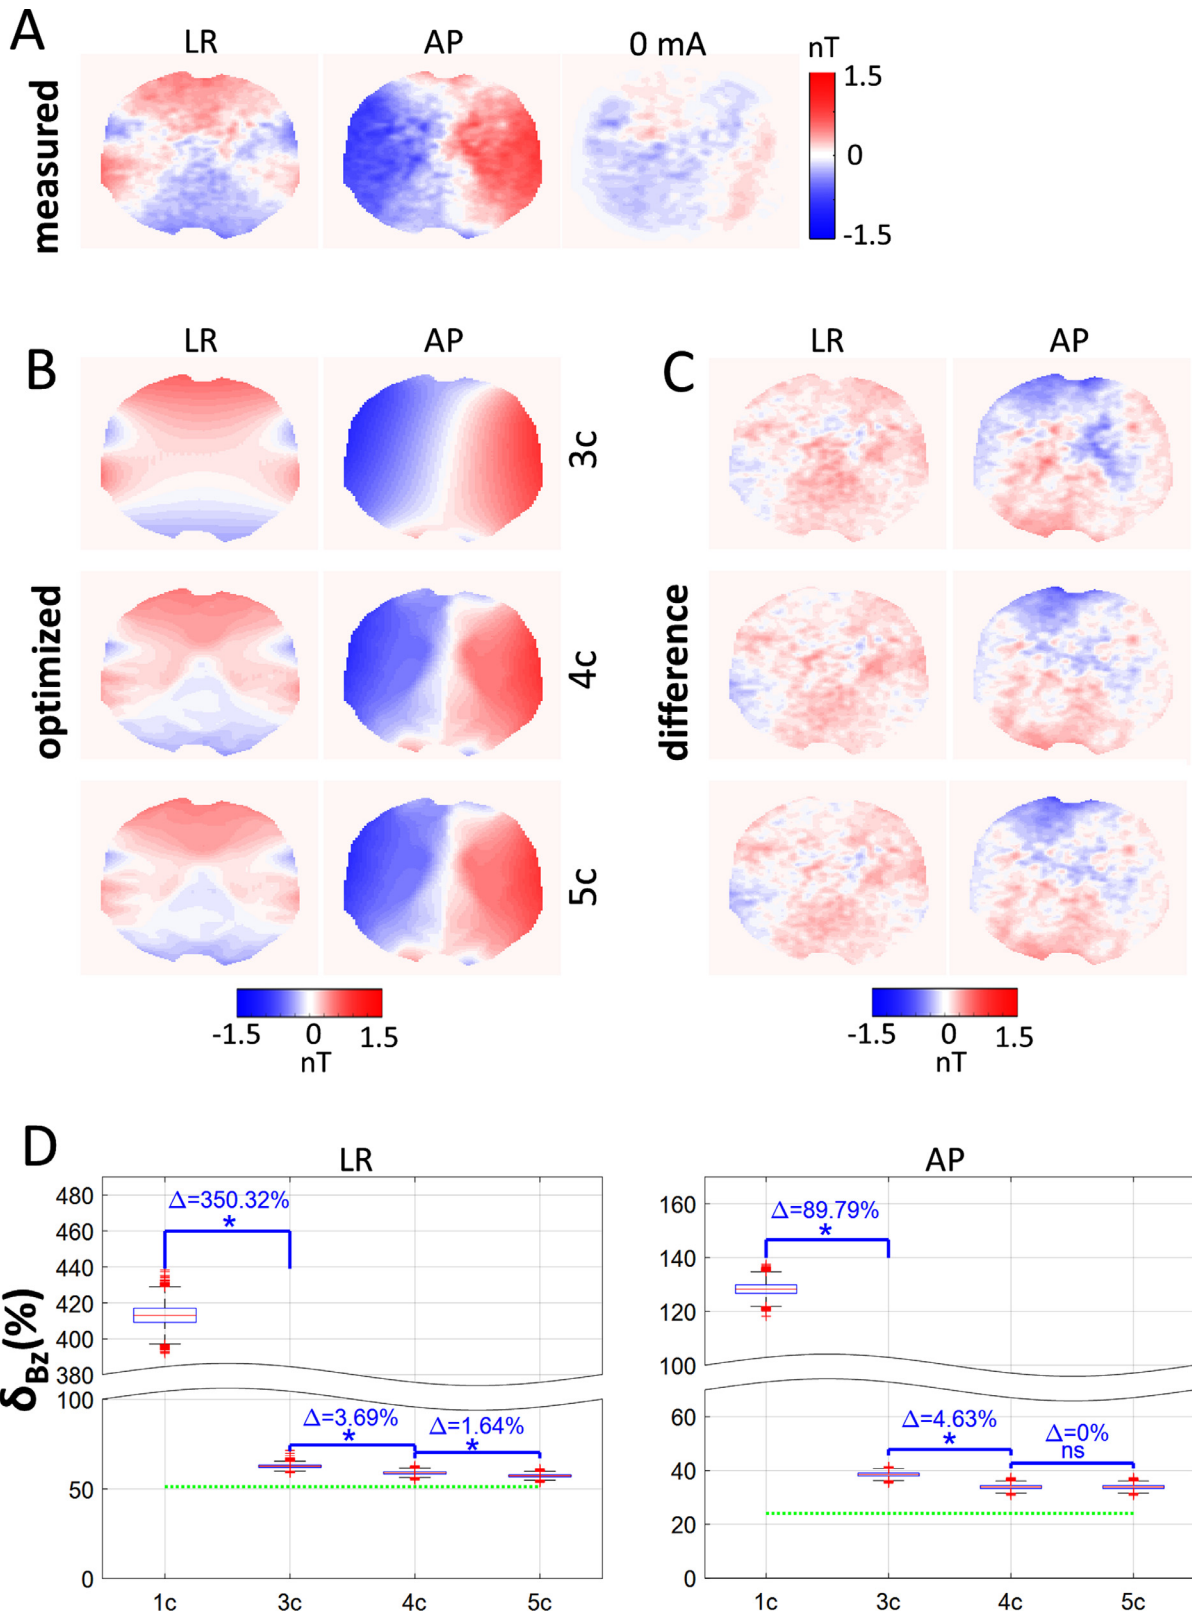 A
LR
AP
0 mA
nT
measured
1.5
0
-1.5
B
LR
AP
C
LR
AP
optimized
3c
4c
5c
difference
-1.5
0
1.5
nT
-1.5
0
1.5
nT
D
LR
δBz(%)
480
460
440
420
400
380
100
50
0
Δ=350.32%
*
Δ=3.69%
*
Δ=1.64%
*
1c
3c
4c
5c
AP
160
140
120
100
60
40
20
0
Δ=89.79%
*
Δ=4.63%
*
Δ=0%
ns
1c
3c
4c
5c